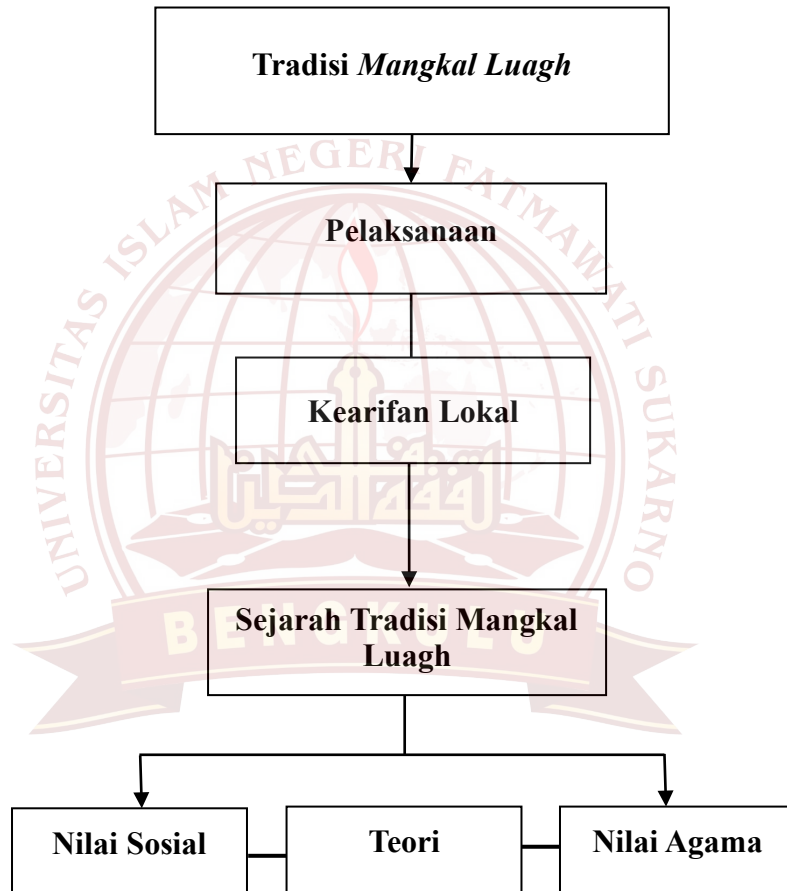 Tradisi Mangkal Luagh
UNIVERSITAS ISLAM NEGERI FATMAWATI SUKARNO
Pelaksanaan
Kearifan Lokal
BENGKULU
Sejarah Tradisi Mangkal
Luagh
Nilai Sosial
Teori
Nilai Agama